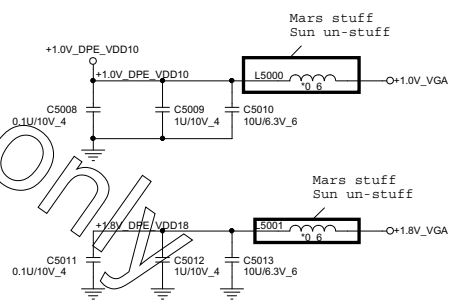 Mars stuff
Sun un-stuff
+1.0V_DPE_VDD10
+1.0V_DPE_VDD10
L5000
*0_6
+1.0V_VGA
C5008
0.1U/10V_4
C5009
1U/10V_4
C5010
10U/6.3V_6
only
Mars stuff
Sun un-stuff
+1.8V_DPE_VDD18
L5001
*0_6
+1.8V_VGA
C5011
0.1U/10V_4
C5012
1U/10V_4
C5013
10U/6.3V_6